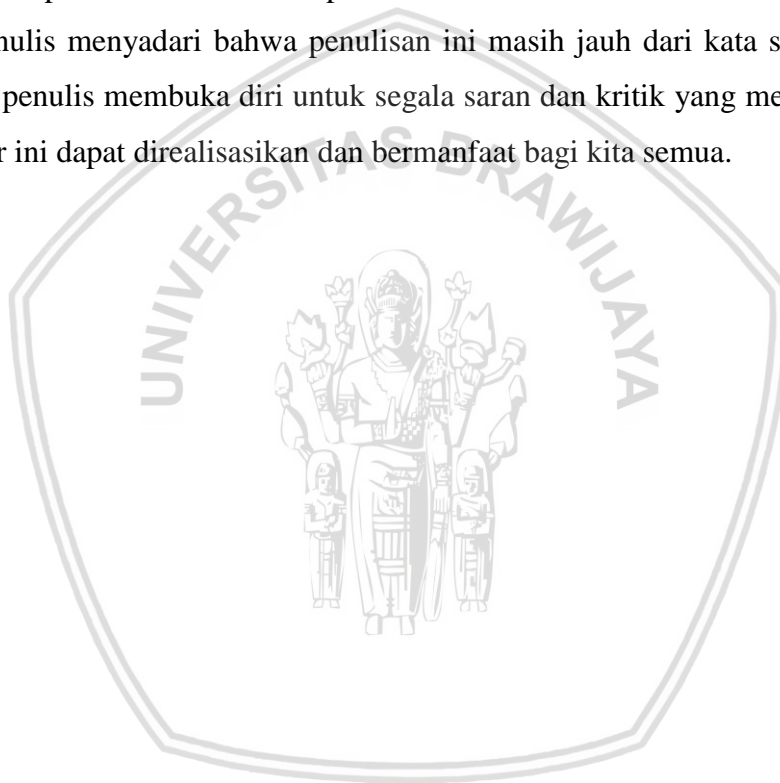 nulis menyadari bahwa penulisan ini masih jauh dari kata s
penulis membuka diri untuk segala saran dan kritik yang me
r ini dapat direalisasikan dan bermanfaat bagi kita semua.
UNIVERSITAS BRAWIJAYA